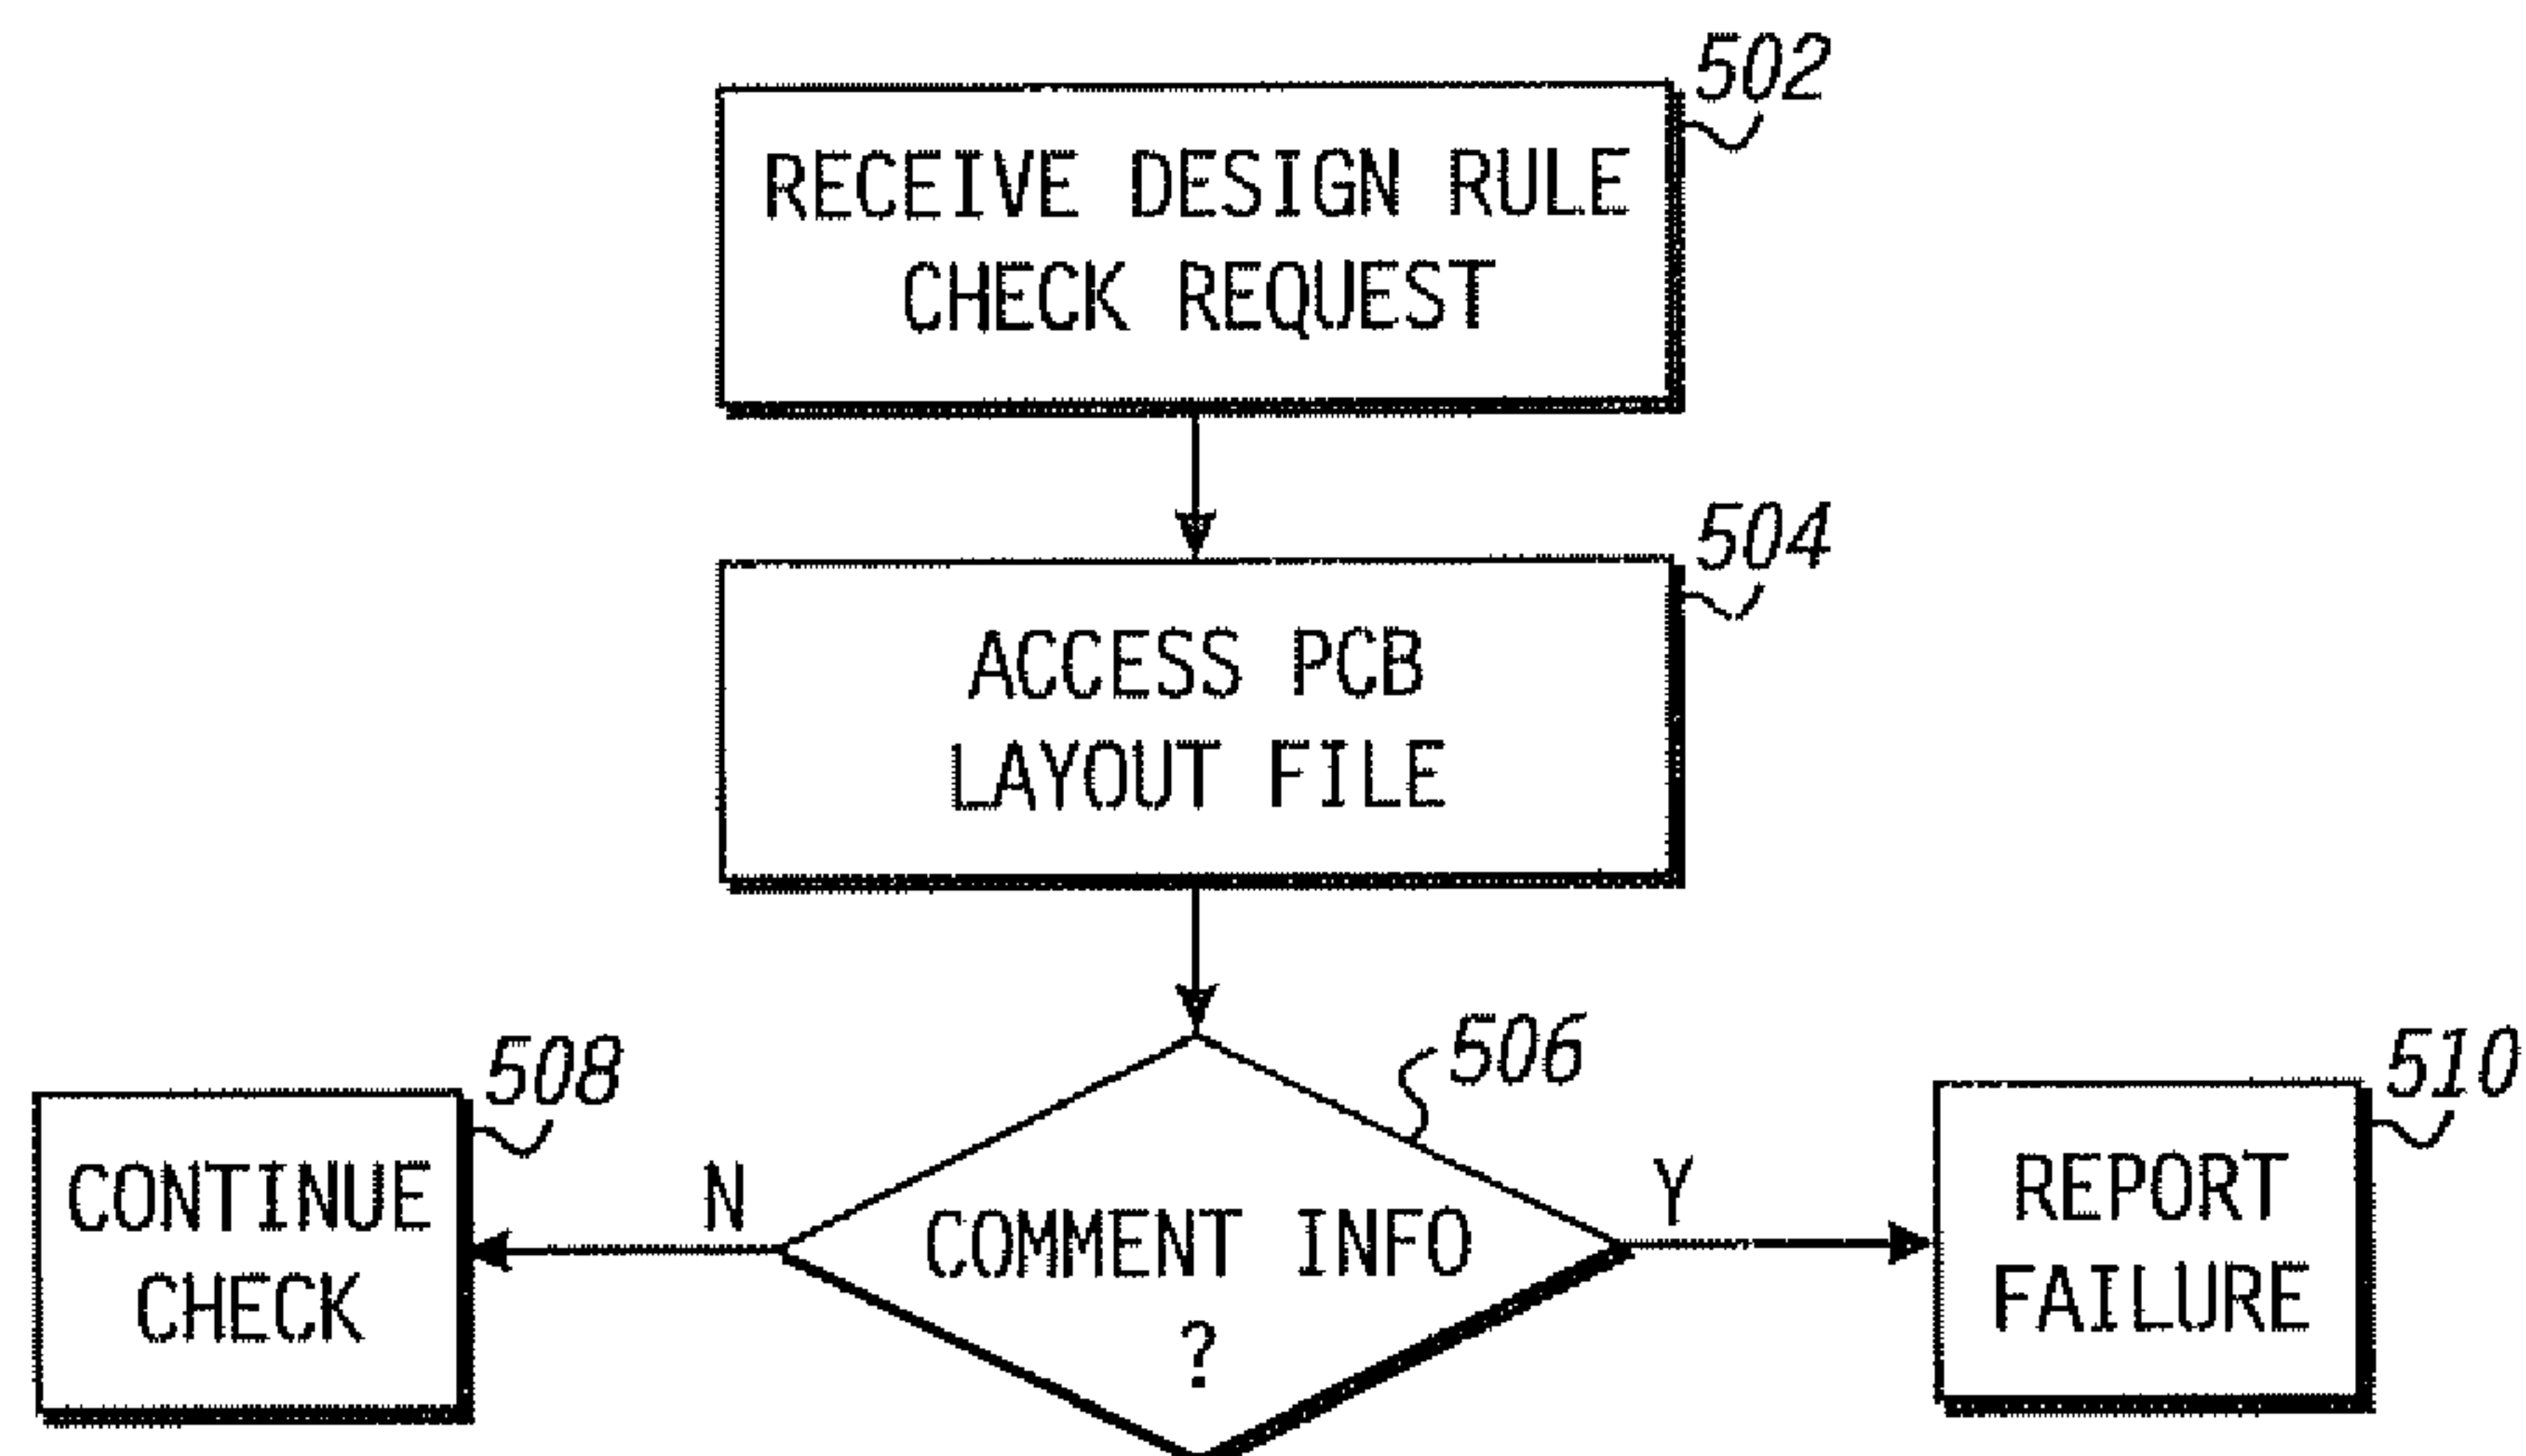 502
RECEIVE DESIGN RULE
CHECK REQUEST
504
ACCESS PCB
LAYOUT FILE
506
COMMENT INFO
?
N
Y
508
CONTINUE
CHECK
510
REPORT
FAILURE